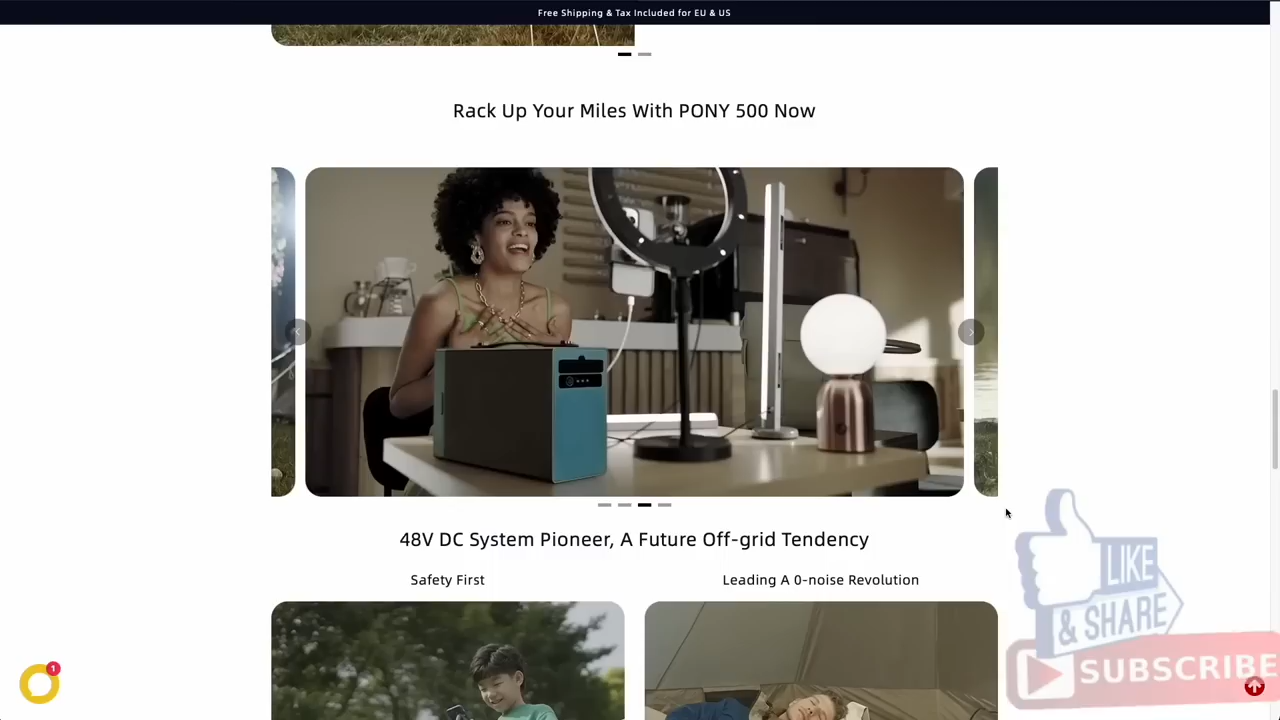 Free Shipping & Tax Included for EU & US
Rack Up Your Miles With PONY 500 Now
48V DC System Pioneer, A Future Off-grid Tendency
Safety First
Leading A 0-noise Revolution
LIKE
& SHARE
SUBSCRIBE
1